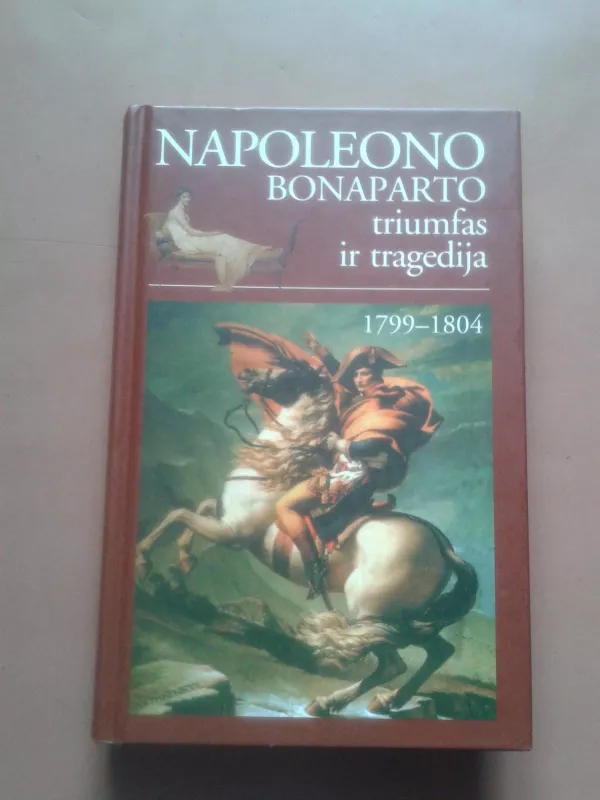 NAPOLEONO
BONAPARTO
triumfas
ir tragedija
1799–1804